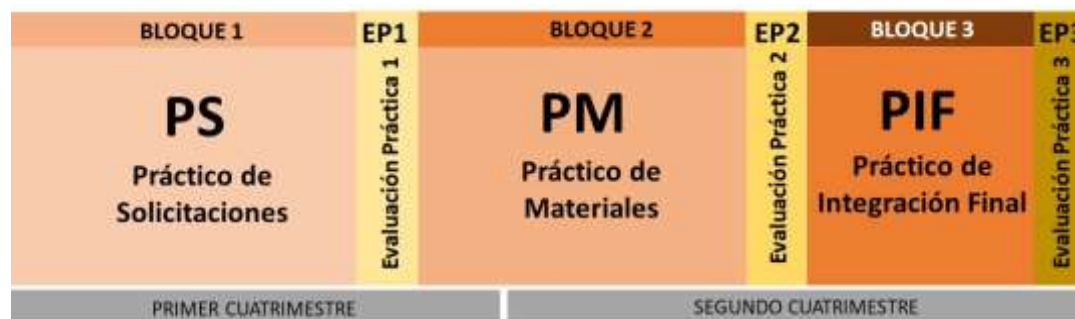 BLOQUE 1
EP1
BLOQUE 2
EP2
BLOQUE 3
EP3
PS
Práctico de
Solicitaciones
Evaluación Práctica 1
PM
Práctico de
Materiales
Evaluación Práctica 2
PIF
Práctico de
Integración Final
Evaluación Práctica 3
PRIMER CUATRIMESTRE
SEGUNDO CUATRIMESTRE